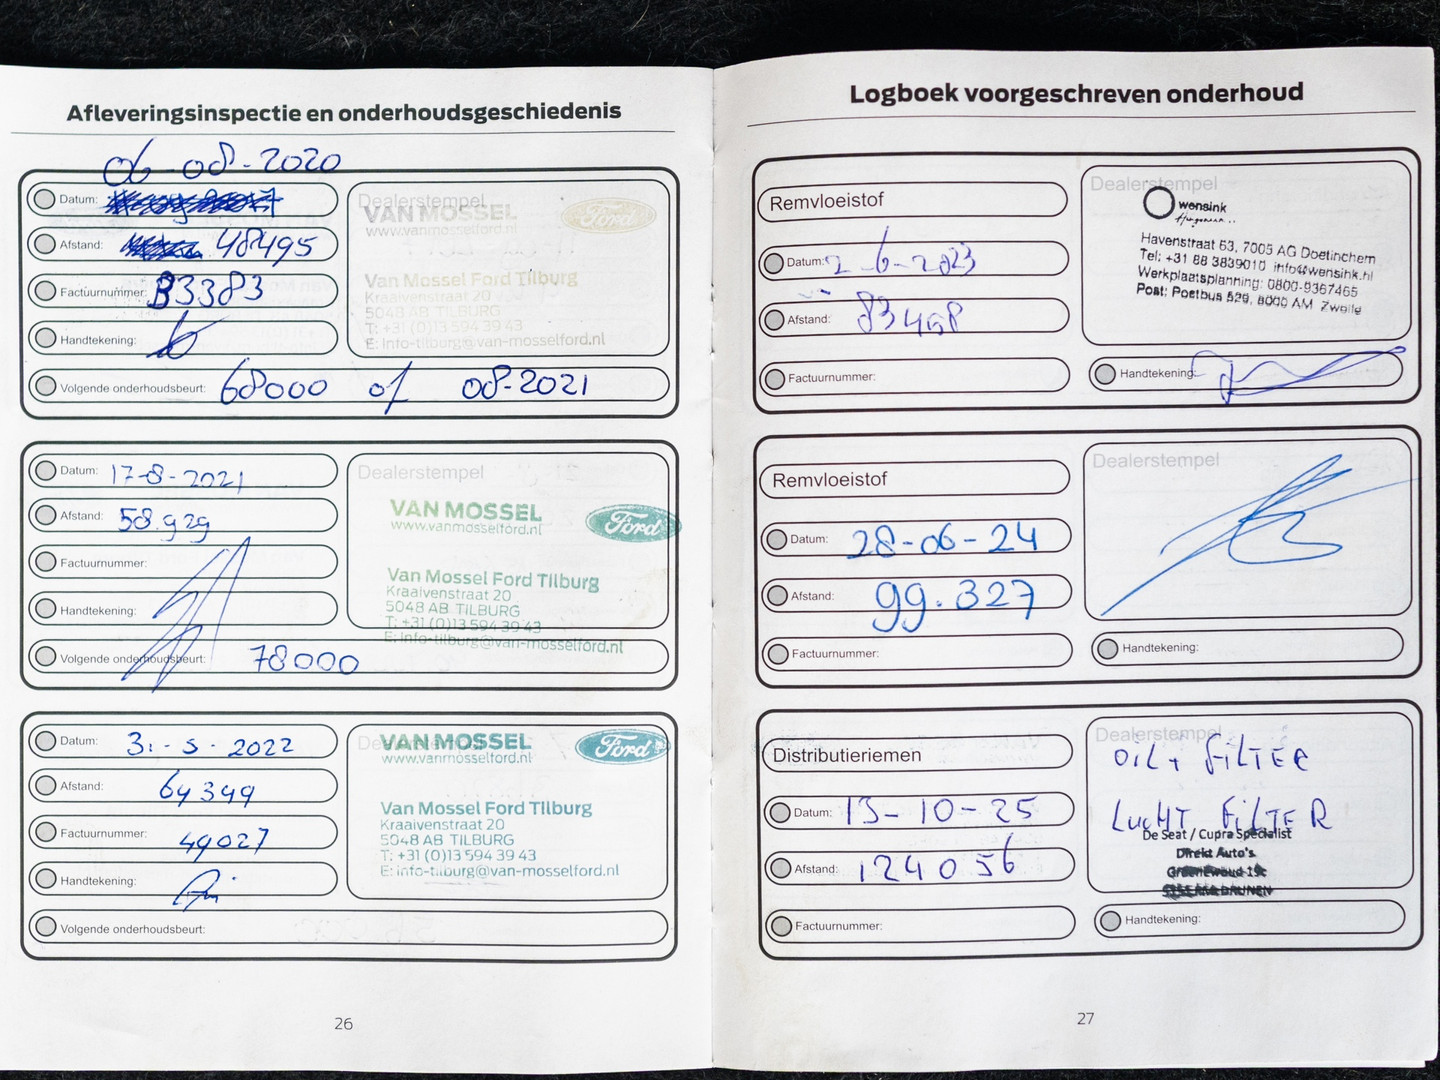 Afleveringsinspectie en onderhoudsgeschiedenis
06-08-2020
Datum:
Afstand: 48495
Factuurnummer: B3383
Handtekening:
Volgende onderhoudsbeurt: 68000 of 08-2021
Dealerstempel
VAN MOSSEL
www.vanmosselford.nl
Ford
Van Mossel Ford Tilburg
Kraaivenstraat 20
5048 AB TILBURG
T: +31 (0)13 594 39 43
E: Info-tilburg@van-mosselford.nl
Datum: 17-8-2021
Afstand: 58.929
Factuurnummer:
Handtekening:
Volgende onderhoudsbeurt: 78000
Dealerstempel
VAN MOSSEL
www.vanmosselford.nl
Ford
Van Mossel Ford Tilburg
Kraaivenstraat 20
5048 AB TILBURG
T: +31 (0)13 594 39 43
E: Info-tilburg@van-mosselford.nl
Datum: 31-5-2022
Afstand: 64349
Factuurnummer: 49027
Handtekening:
Volgende onderhoudsbeurt:
Dealerstempel
VAN MOSSEL
www.vanmosselford.nl
Ford
Van Mossel Ford Tilburg
Kraaivenstraat 20
5048 AB TILBURG
T: +31 (0)13 594 39 43
E: Info-tilburg@van-mosselford.nl
26
Logboek voorgeschreven onderhoud
Remvloeistof
Datum: 2-6-2023
Afstand: 83498
Factuurnummer:
Dealerstempel
wensink
Havenstraat 63, 7005 AG Doetinchem
Tel: +31 88 3839010 info@wensink.nl
Werkplaatsplanning: 0800-9367465
Post: Postbus 529, 8000 AM Zwolle
Handtekening:
Remvloeistof
Datum: 28-06-24
Afstand: 99.327
Factuurnummer:
Dealerstempel
Handtekening:
Distributieriemen
Datum: 13-10-25
Afstand: 124056
Factuurnummer:
Dealerstempel
OIL + FILTER
LUCHT FILTER
De Seat / Cupra Specialist
Direkt Auto's
Handtekening:
27